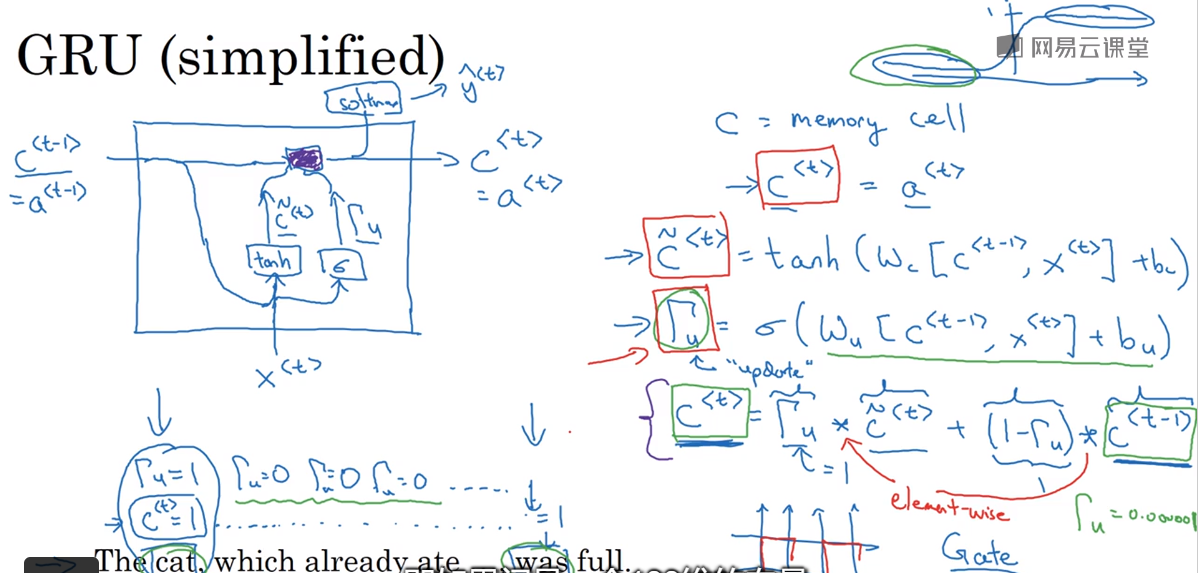 GRU (simplified)
网易云课堂
softmax
ŷ<t>
c<t-1>
=a<t-1>
c<t>
=a<t>
c̃<t>
Γu
tanh
σ
x<t>
C = memory cell
→ c<t> = a<t>
→ c̃<t> = tanh(Wc[c<t-1>, x<t>] + bc)
→ Γu = σ(Wu[c<t-1>, x<t>] + bu)
"update"
c<t> = Γu * c̃<t> + (1-Γu) * c<t-1>
=1
element-wise
Γu = 0.000001
Gate
Γu=1 Γu=0 Γu=0 Γu=0 .....
→ c<t>=1 ........ =1
The cat, which already ate ..., was full.